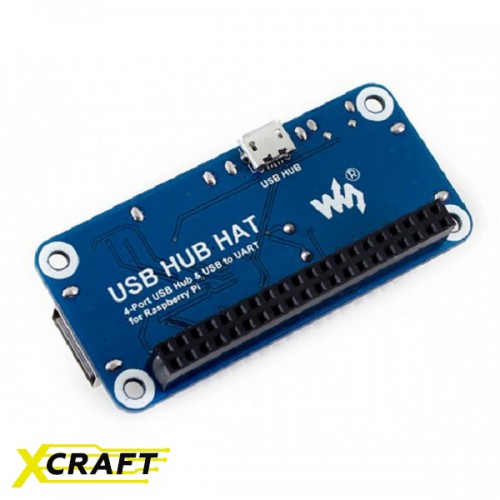 USB HUB
®
USB HUB HAT
4-Port USB Hub & USB to UART
for Raspberry Pi
XCRAFT